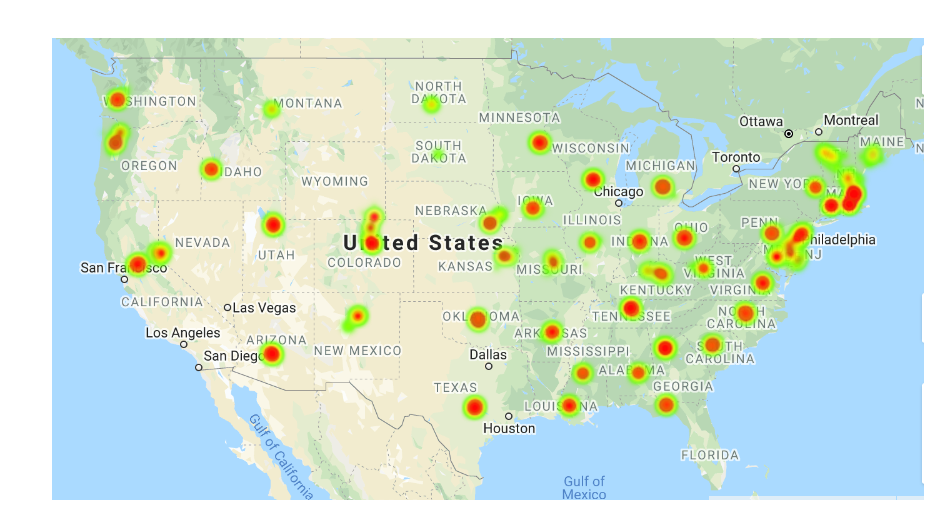 NORTH
DAKOTA
MONTANA
WASHINGTON
MINNESOTA
Ottawa
Montreal
MAINE
SOUTH
DAKOTA
WISCONSIN
OREGON
IDAHO
MICHIGAN
Toronto
WYOMING
NEW YORK
Chicago
NEBRASKA
IOWA
ILLINOIS
INDIANA
OHIO
PENN
Philadelphia
NEVADA
United States
UTAH
COLORADO
KANSAS
MISSOURI
WEST
VIRGINIA
NJ
San Francisco
CALIFORNIA
KENTUCKY
VIRGINIA
Las Vegas
OKLAHOMA
TENNESSEE
NORTH
CAROLINA
Los Angeles
ARIZONA
ARKANSAS
San Diego
NEW MEXICO
Dallas
MISSISSIPPI
SOUTH
CAROLINA
ALABAMA
TEXAS
GEORGIA
LOUISIANA
Houston
Gulf of California
FLORIDA
Gulf of
Mexico